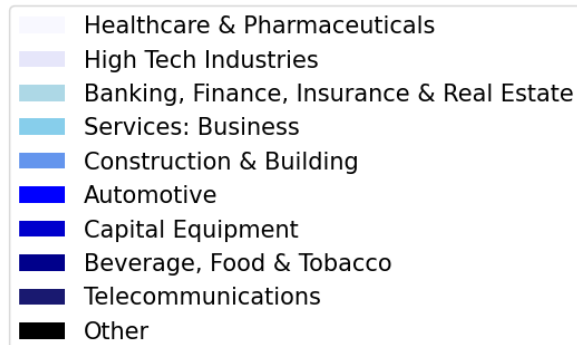 Healthcare & Pharmaceuticals
High Tech Industries
Banking, Finance, Insurance & Real Estate
Services: Business
Construction & Building
Automotive
Capital Equipment
Beverage, Food & Tobacco
Telecommunications
Other